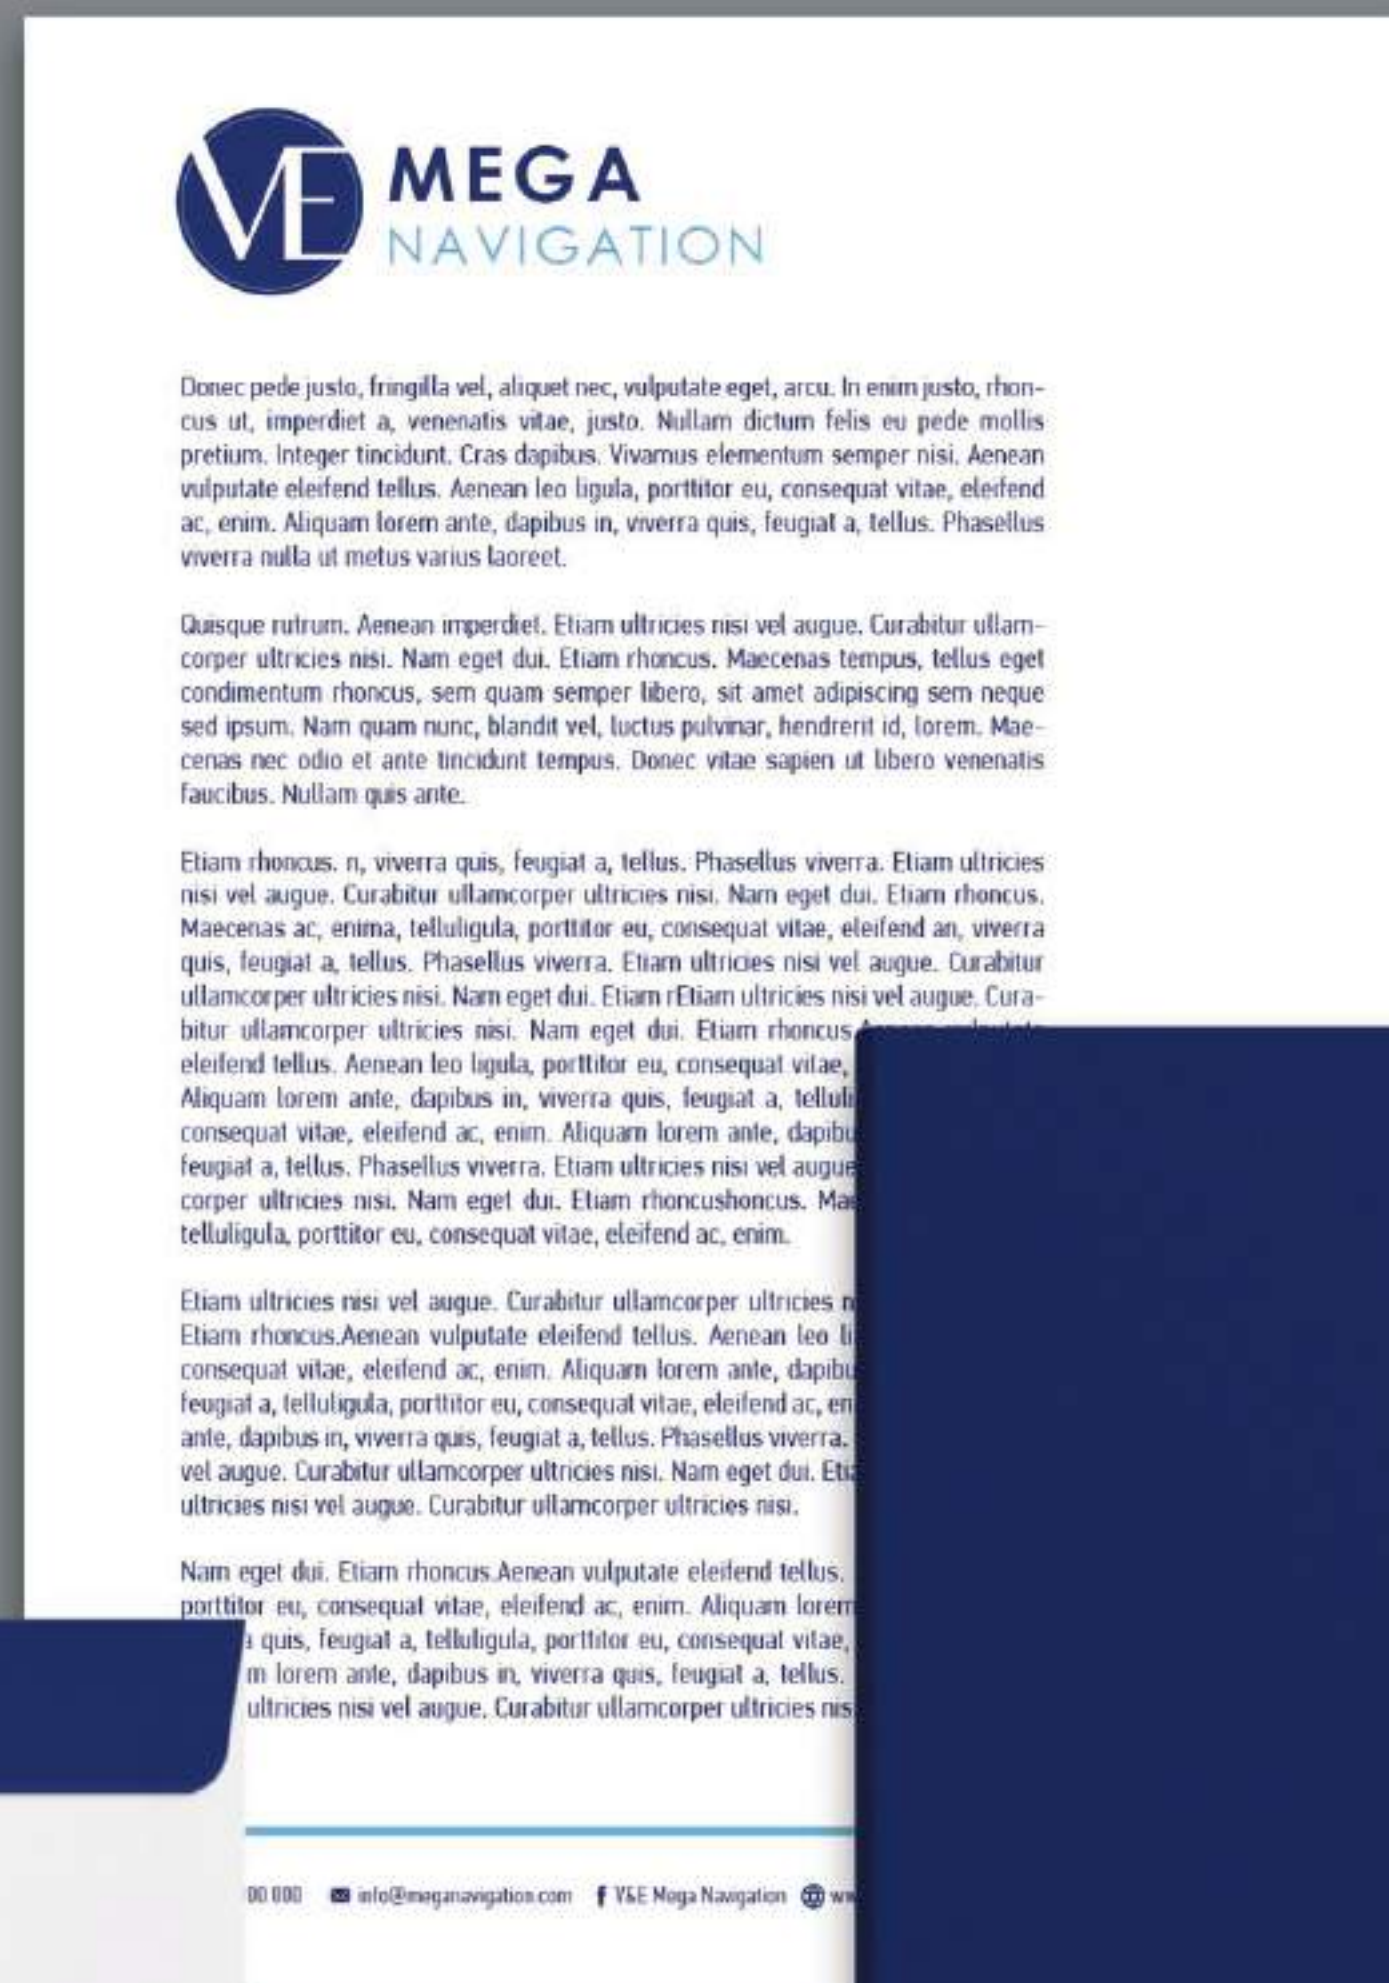 VE
MEGA
NAVIGATION
Donec pede justo, fringilla vel, aliquet nec, vulputate eget, arcu. In enim justo, rhon-
cus ut, imperdiet a, venenatis vitae, justo. Nullam dictum felis eu pede mollis
pretium. Integer tincidunt. Cras dapibus. Vivamus elementum semper nisi. Aenean
vulputate eleifend tellus. Aenean leo ligula, porttitor eu, consequat vitae, eleifend
ac, enim. Aliquam lorem ante, dapibus in, viverra quis, feugiat a, tellus. Phasellus
viverra nulla ut metus varius laoreet.
Quisque rutrum. Aenean imperdiet. Etiam ultricies nisi vel augue. Curabitur ullam-
corper ultricies nisi. Nam eget dui. Etiam rhoncus. Maecenas tempus, tellus eget
condimentum rhoncus, sem quam semper libero, sit amet adipiscing sem neque
sed ipsum. Nam quam nunc, blandit vel, luctus pulvinar, hendrerit id, lorem. Mae-
cenas nec odio et ante tincidunt tempus. Donec vitae sapien ut libero venenatis
faucibus. Nullam quis ante.
Etiam rhoncus. n, viverra quis, feugiat a, tellus. Phasellus viverra. Etiam ultricies
nisi vel augue. Curabitur ullamcorper ultricies nisi. Nam eget dui. Etiam rhoncus.
Maecenas ac, enima, telluligula, porttitor eu, consequat vitae, eleifend an, viverra
quis, feugiat a, tellus. Phasellus viverra. Etiam ultricies nisi vel augue. Curabitur
ullamcorper ultricies nisi. Nam eget dui. Etiam rEtiam ultricies nisi vel augue. Cura-
bitur ullamcorper ultricies nisi. Nam eget dui. Etiam rhoncus
eleifend tellus. Aenean leo ligula, porttitor eu, consequat vitae,
Aliquam lorem ante, dapibus in, viverra quis, feugiat a, telluli
consequat vitae, eleifend ac, enim. Aliquam lorem ante, dapibu
feugiat a, tellus. Phasellus viverra. Etiam ultricies nisi vel augue
corper ultricies nisi. Nam eget dui. Etiam rhoncushoncus. Mae
telluligula, porttitor eu, consequat vitae, eleifend ac, enim.
Etiam ultricies nisi vel augue. Curabitur ullamcorper ultricies n
Etiam rhoncus.Aenean vulputate eleifend tellus. Aenean leo li
consequat vitae, eleifend ac, enim. Aliquam lorem ante, dapibu
feugiat a, telluligula, porttitor eu, consequat vitae, eleifend ac, en
ante, dapibus in, viverra quis, feugiat a, tellus. Phasellus viverra.
vel augue. Curabitur ullamcorper ultricies nisi. Nam eget dui. Etia
ultricies nisi vel augue. Curabitur ullamcorper ultricies nisi.
Nam eget dui. Etiam rhoncus.Aenean vulputate eleifend tellus.
porttitor eu, consequat vitae, eleifend ac, enim. Aliquam lorem
a quis, feugiat a, telluligula, porttitor eu, consequat vitae,
m lorem ante, dapibus in, viverra quis, feugiat a, tellus.
ultricies nisi vel augue. Curabitur ullamcorper ultricies nis
00 000 info@meganavigation.com V&E Mega Navigation ww